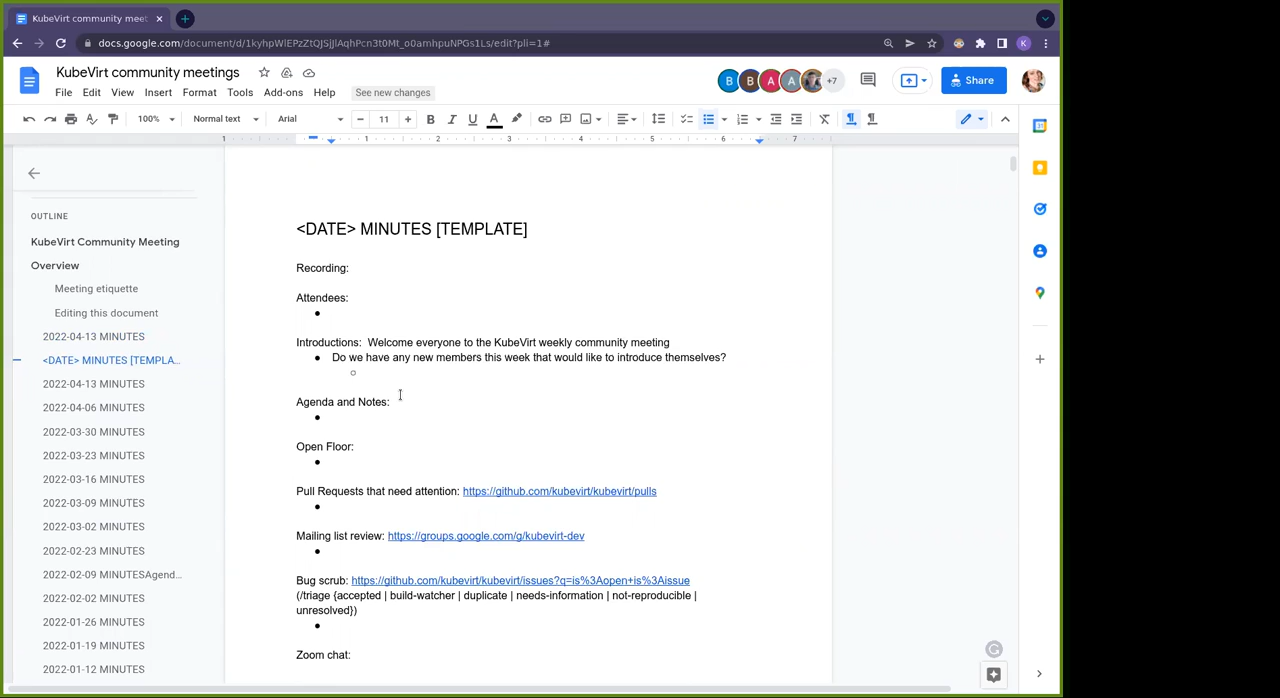 KubeVirt community meet
docs.google.com/document/d/1kyhpWlEPzZtQJSjJlAqhPcn3t0Mt_o0amhpuNPGs1Ls/edit?pli=1#
K
KubeVirt community meetings
File Edit View Insert Format Tools Add-ons Help See new changes
B B A A +7
Share
100% Normal text Arial 11
1 1 2 3 4 5 6 7
OUTLINE
KubeVirt Community Meeting
Overview
Meeting etiquette
Editing this document
2022-04-13 MINUTES
<DATE> MINUTES [TEMPLA...
2022-04-13 MINUTES
2022-04-06 MINUTES
2022-03-30 MINUTES
2022-03-23 MINUTES
2022-03-16 MINUTES
2022-03-09 MINUTES
2022-03-02 MINUTES
2022-02-23 MINUTES
2022-02-09 MINUTESAgend...
2022-02-02 MINUTES
2022-01-26 MINUTES
2022-01-19 MINUTES
2022-01-12 MINUTES
<DATE> MINUTES [TEMPLATE]
Recording:
Attendees:
Introductions: Welcome everyone to the KubeVirt weekly community meeting
Do we have any new members this week that would like to introduce themselves?
Agenda and Notes:
Open Floor:
Pull Requests that need attention: https://github.com/kubevirt/kubevirt/pulls
Mailing list review: https://groups.google.com/g/kubevirt-dev
Bug scrub: https://github.com/kubevirt/kubevirt/issues?q=is%3Aopen+is%3Aissue
(/triage {accepted | build-watcher | duplicate | needs-information | not-reproducible |
unresolved})
Zoom chat: